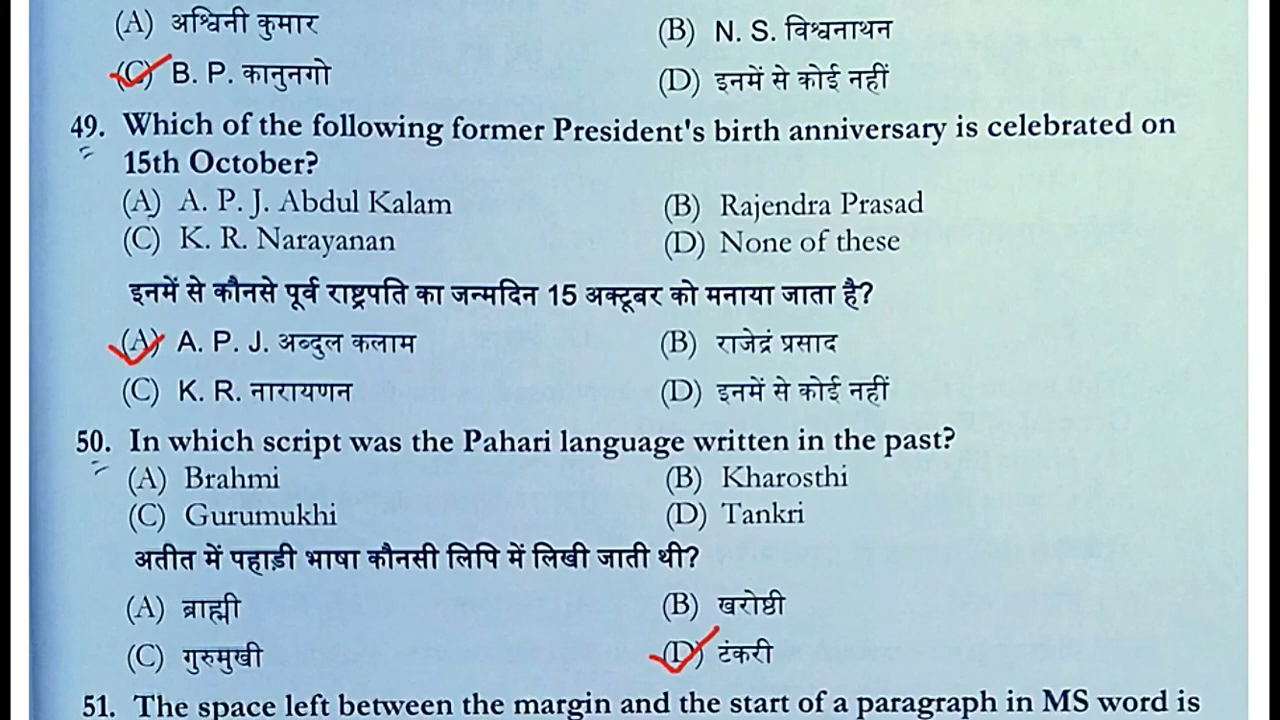 (A) अश्विनी कुमार (B) N. S. विश्वनाथन
(C) B. P. कानुनगो (D) इनमें से कोई नहीं
49. Which of the following former President's birth anniversary is celebrated on
15th October?
(A) A. P. J. Abdul Kalam (B) Rajendra Prasad
(C) K. R. Narayanan (D) None of these
इनमें से कौनसे पूर्व राष्ट्रपति का जन्मदिन 15 अक्टूबर को मनाया जाता है?
(A) A. P. J. अब्दुल कलाम (B) राजेद्रं प्रसाद
(C) K. R. नारायणन (D) इनमें से कोई नहीं
50. In which script was the Pahari language written in the past?
(A) Brahmi (B) Kharosthi
(C) Gurumukhi (D) Tankri
अतीत में पहाड़ी भाषा कौनसी लिपि में लिखी जाती थी?
(A) ब्राह्मी (B) खरोष्ठी
(C) गुरुमुखी (D) टंकरी
51. The space left between the margin and the start of a paragraph in MS word is